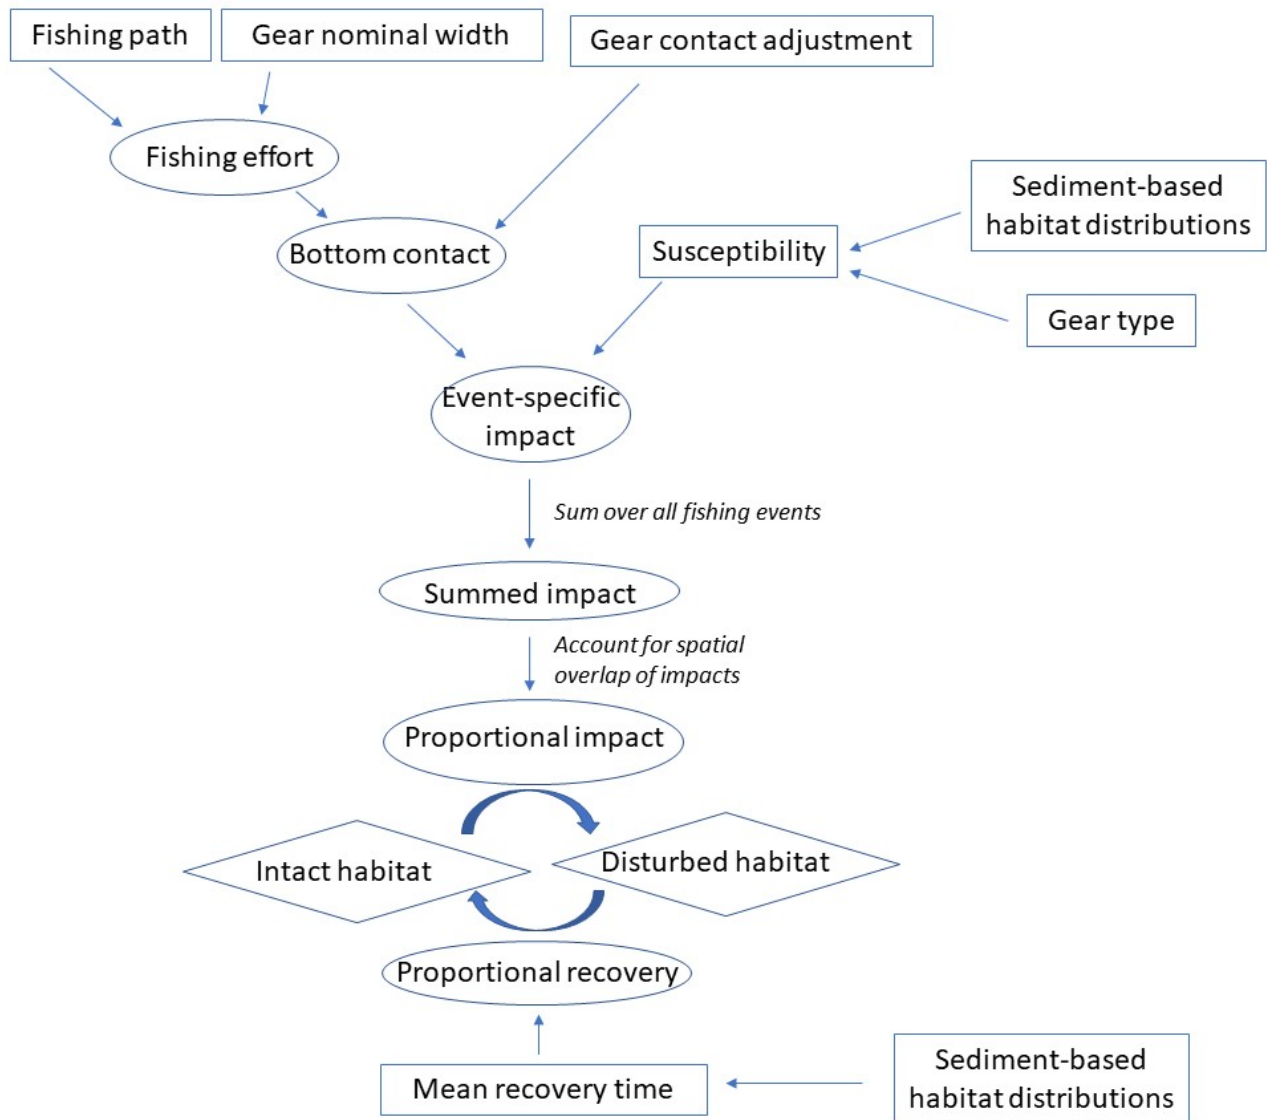 Fishing path
Gear nominal width
Gear contact adjustment
Fishing effort
Sediment-based
habitat distributions
Bottom contact
Susceptibility
Gear type
Event-specific
impact
Sum over all fishing events
Summed impact
Account for spatial
overlap of impacts
Proportional impact
Intact habitat
Disturbed habitat
Proportional recovery
Mean recovery time
Sediment-based
habitat distributions